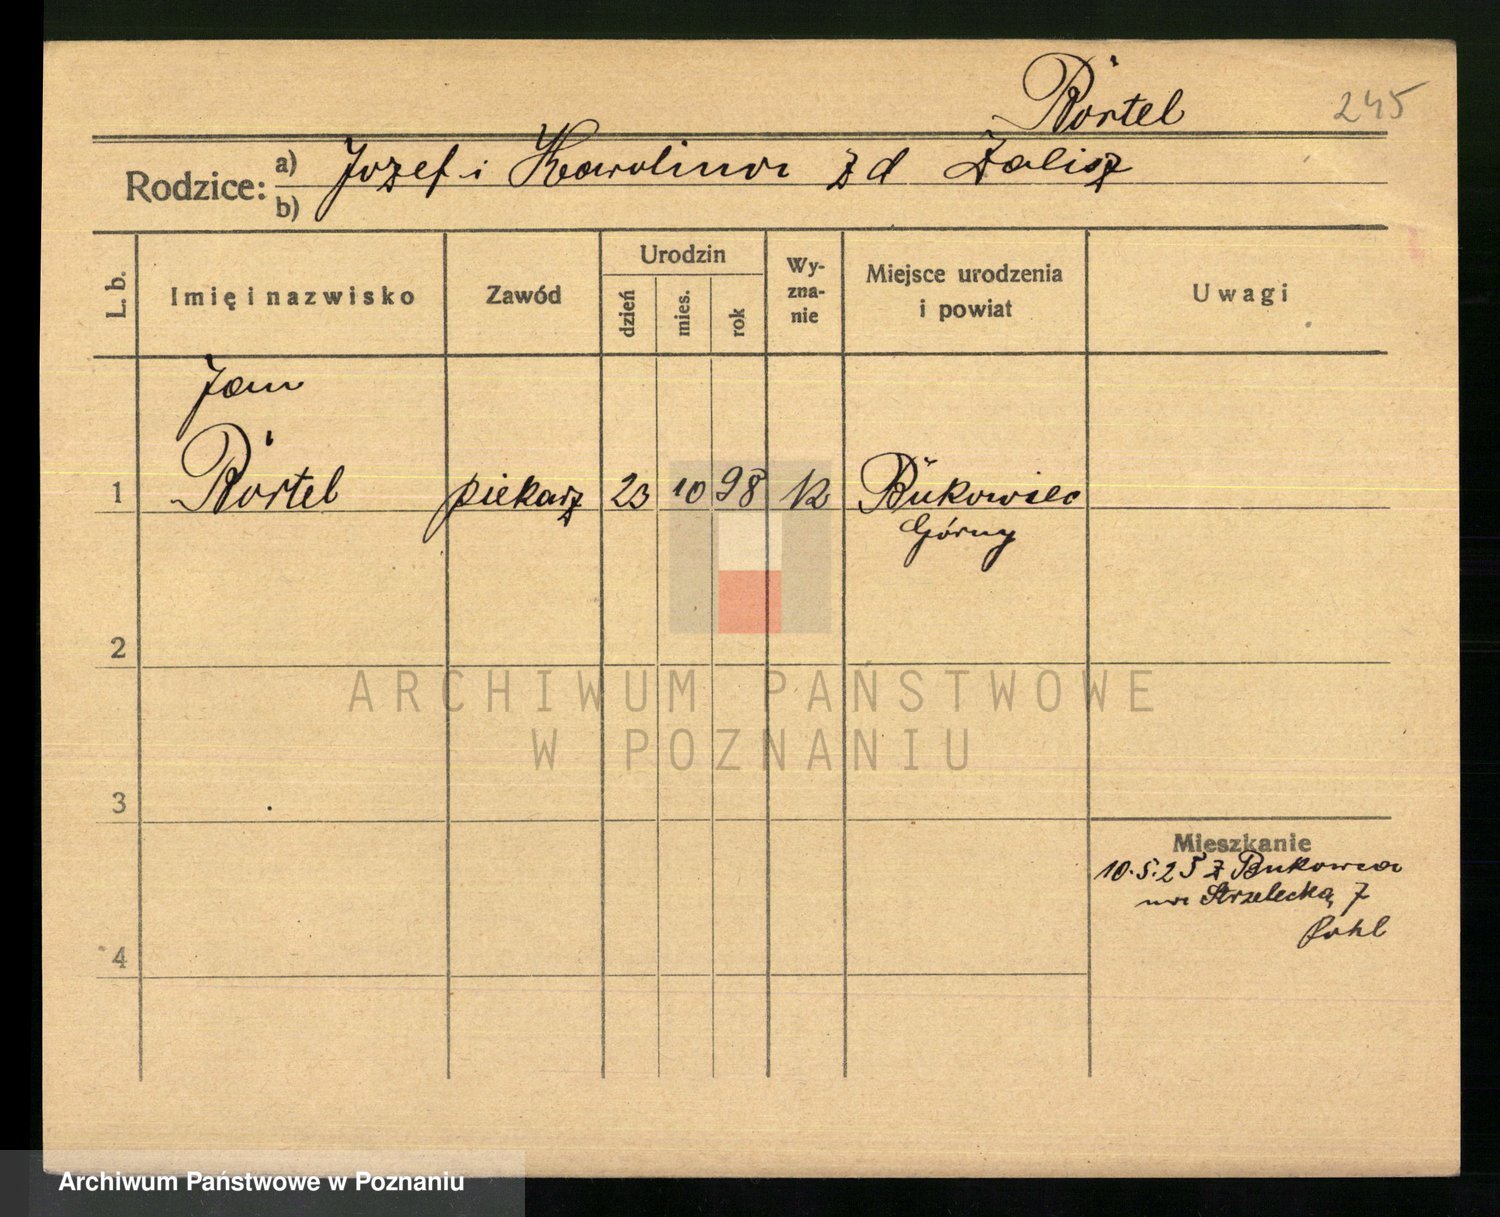 Rörtel
245
Rodzice: a) Józef i Karolina z d Zalisz
b)
L. b.
Imię i nazwisko
Zawód
Urodzin
dzień
mies.
rok
Wy-
zna-
nie
Miejsce urodzenia
i powiat
Uwagi
Jan
1 Rörtel piekarz 23 10 98 k Bukowiec
Górny
2
3
4
Mieszkanie
10.5.25 z Bukowca
na Strzelecką 7
Pohl
ARCHIWUM PAŃSTWOWE
W POZNANIU
Archiwum Państwowe w Poznaniu